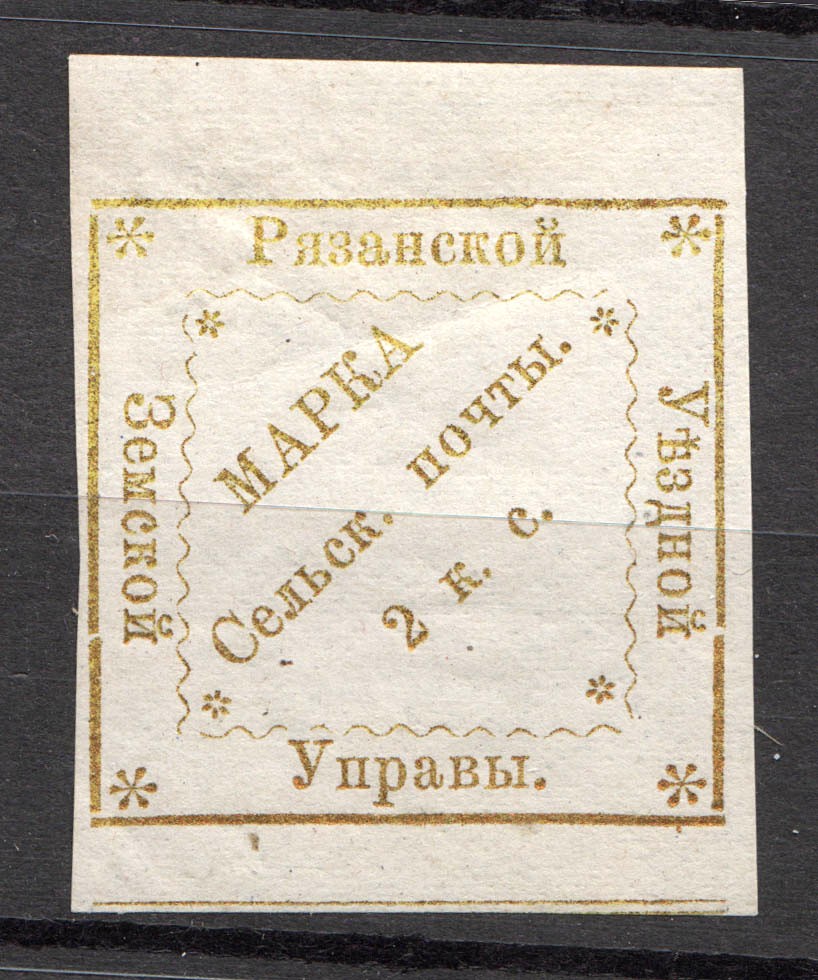 Рязанской
Уѣздной
Земской
Управы.
МАРКА
Сельск. почты.
2 к. с.